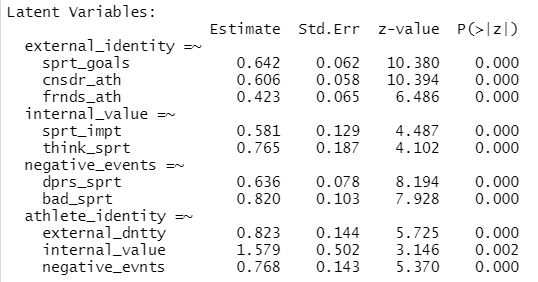 Latent Variables:
Estimate Std.Err z-value P(>|z|)
external_identity =~
sprt_goals 0.642 0.062 10.380 0.000
cnsdr_ath 0.606 0.058 10.394 0.000
frnds_ath 0.423 0.065 6.486 0.000
internal_value =~
sprt_impt 0.581 0.129 4.487 0.000
think_sprt 0.765 0.187 4.102 0.000
negative_events =~
dprs_sprt 0.636 0.078 8.194 0.000
bad_sprt 0.820 0.103 7.928 0.000
athlete_identity =~
external_dntty 0.823 0.144 5.725 0.000
internal_value 1.579 0.502 3.146 0.002
negative_evnts 0.768 0.143 5.370 0.000